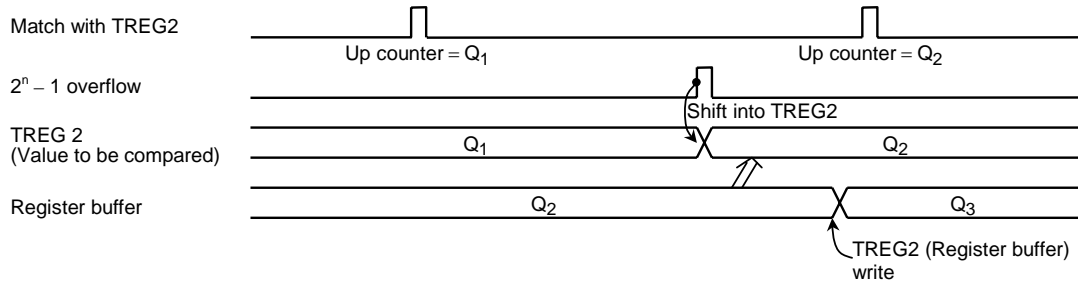 Match with TREG2
Up counter = Q1
Up counter = Q2
2ⁿ – 1 overflow
Shift into TREG2
TREG 2
(Value to be compared)
Q1
Q2
Register buffer
Q2
Q3
TREG2 (Register buffer)
write